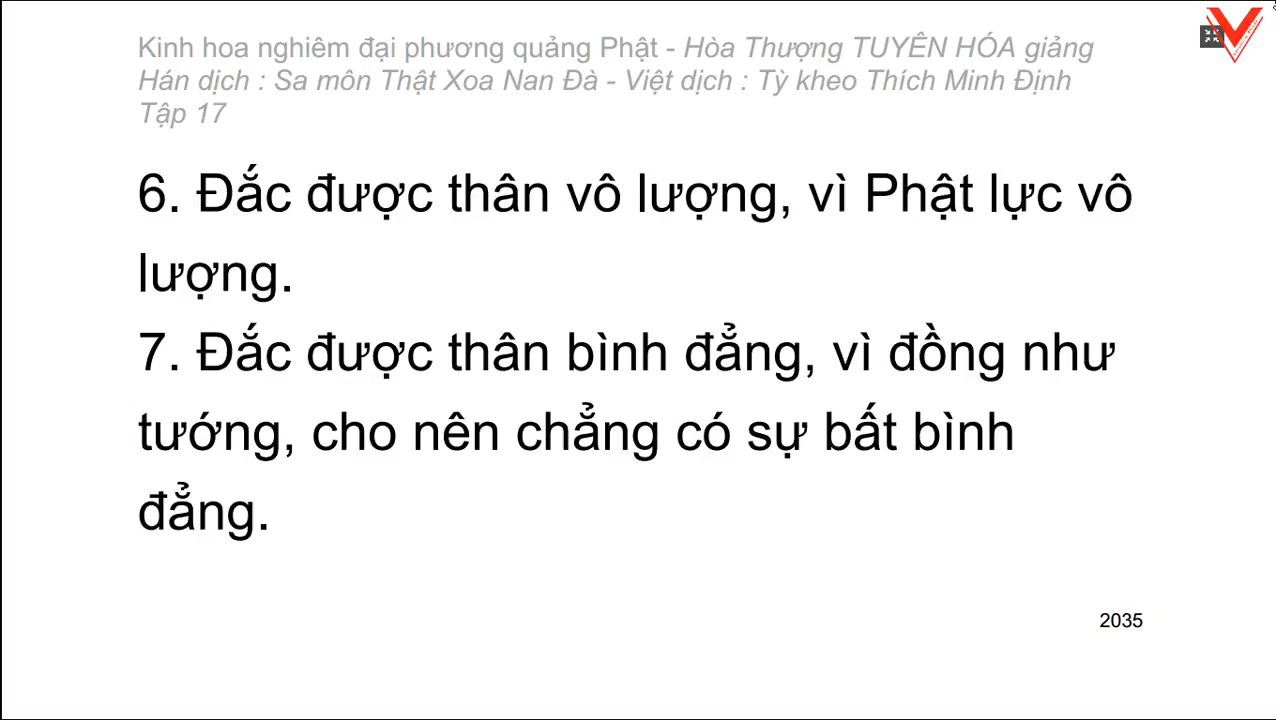 Kinh hoa nghiêm đại phương quảng Phật - Hòa Thượng TUYÊN HÓA giảng
Hán dịch : Sa môn Thật Xoa Nan Đà - Việt dịch : Tỳ kheo Thích Minh Định
Tập 17
6. Đắc được thân vô lượng, vì Phật lực vô
lượng.
7. Đắc được thân bình đẳng, vì đồng như
tướng, cho nên chẳng có sự bất bình
đẳng.
2035